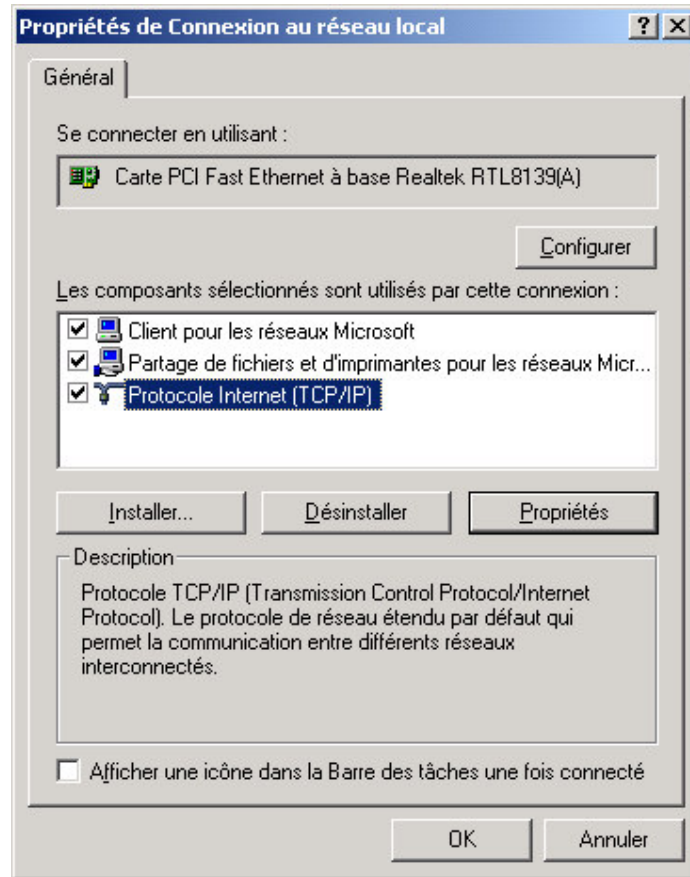 Propriétés de Connexion au réseau local
Général
Se connecter en utilisant :
Carte PCI Fast Ethernet à base Realtek RTL8139(A)
Configurer
Les composants sélectionnés sont utilisés par cette connexion :
Client pour les réseaux Microsoft
Partage de fichiers et d'imprimantes pour les réseaux Micr...
Protocole Internet (TCP/IP)
Installer... Désinstaller Propriétés
Description
Protocole TCP/IP (Transmission Control Protocol/Internet
Protocol). Le protocole de réseau étendu par défaut qui
permet la communication entre différents réseaux
interconnectés.
Afficher une icône dans la Barre des tâches une fois connecté
OK Annuler